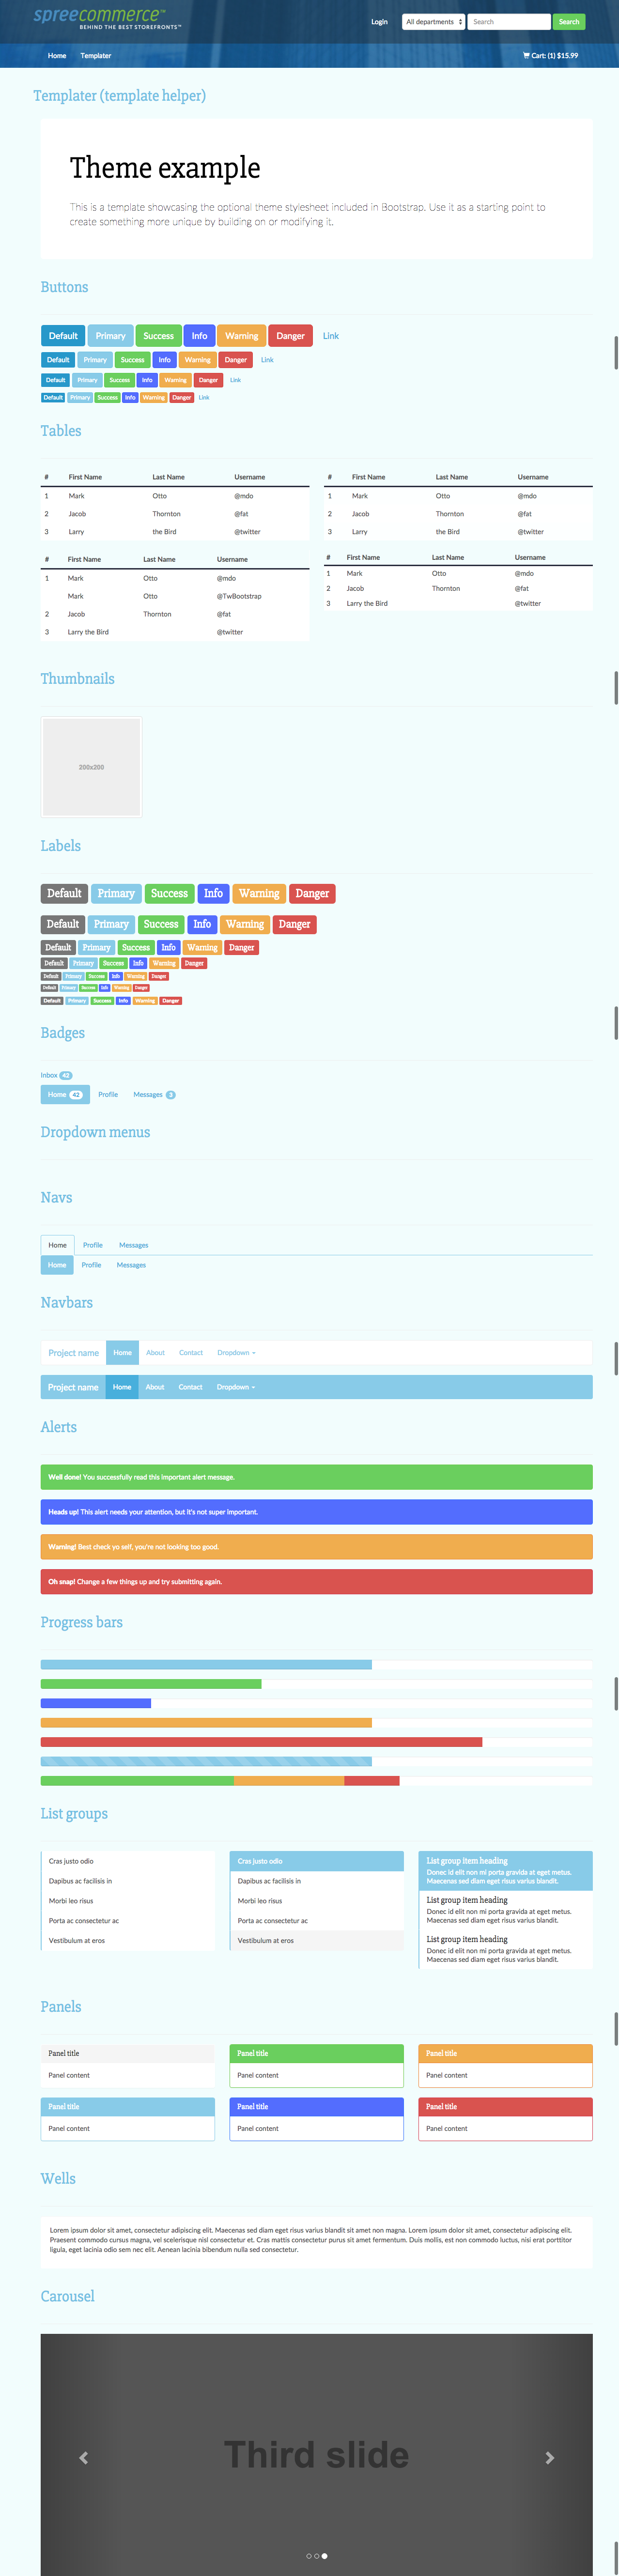 spreecommerce™
BEHIND THE BEST STOREFRONTS™
Login All departments Search Search
Home Templater Cart: (1) $15.99
Templater (template helper)
Theme example
This is a template showcasing the optional theme stylesheet included in Bootstrap. Use it as a starting point to
create something more unique by building on or modifying it.
Buttons
Default Primary Success Info Warning Danger Link
Default Primary Success Info Warning Danger Link
Default Primary Success Info Warning Danger Link
Default Primary Success Info Warning Danger Link
Tables
# First Name Last Name Username
1 Mark Otto @mdo
2 Jacob Thornton @fat
3 Larry the Bird @twitter
# First Name Last Name Username
1 Mark Otto @mdo
2 Jacob Thornton @fat
3 Larry the Bird @twitter
# First Name Last Name Username
1 Mark Otto @mdo
Mark Otto @TwBootstrap
2 Jacob Thornton @fat
3 Larry the Bird @twitter
# First Name Last Name Username
1 Mark Otto @mdo
2 Jacob Thornton @fat
3 Larry the Bird @twitter
Thumbnails
200x200
Labels
Default Primary Success Info Warning Danger
Default Primary Success Info Warning Danger
Default Primary Success Info Warning Danger
Default Primary Success Info Warning Danger
Default Primary Success Info Warning Danger
Default Primary Success Info Warning Danger
Default Primary Success Info Warning Danger
Badges
Inbox 42
Home 42 Profile Messages 3
Dropdown menus
Navs
Home Profile Messages
Home Profile Messages
Navbars
Project name Home About Contact Dropdown
Project name Home About Contact Dropdown
Alerts
Well done! You successfully read this important alert message.
Heads up! This alert needs your attention, but it's not super important.
Warning! Best check yo self, you're not looking too good.
Oh snap! Change a few things up and try submitting again.
Progress bars
List groups
Cras justo odio
Dapibus ac facilisis in
Morbi leo risus
Porta ac consectetur ac
Vestibulum at eros
Cras justo odio
Dapibus ac facilisis in
Morbi leo risus
Porta ac consectetur ac
Vestibulum at eros
List group item heading
Donec id elit non mi porta gravida at eget metus.
Maecenas sed diam eget risus varius blandit.
List group item heading
Donec id elit non mi porta gravida at eget metus.
Maecenas sed diam eget risus varius blandit.
List group item heading
Donec id elit non mi porta gravida at eget metus.
Maecenas sed diam eget risus varius blandit.
Panels
Panel title
Panel content
Panel title
Panel content
Panel title
Panel content
Panel title
Panel content
Panel title
Panel content
Panel title
Panel content
Wells
Lorem ipsum dolor sit amet, consectetur adipiscing elit. Maecenas sed diam eget risus varius blandit sit amet non magna. Lorem ipsum dolor sit amet, consectetur adipiscing elit.
Praesent commodo cursus magna, vel scelerisque nisl consectetur et. Cras mattis consectetur purus sit amet fermentum. Duis mollis, est non commodo luctus, nisi erat porttitor
ligula, eget lacinia odio sem nec elit. Aenean lacinia bibendum nulla sed consectetur.
Carousel
Third slide